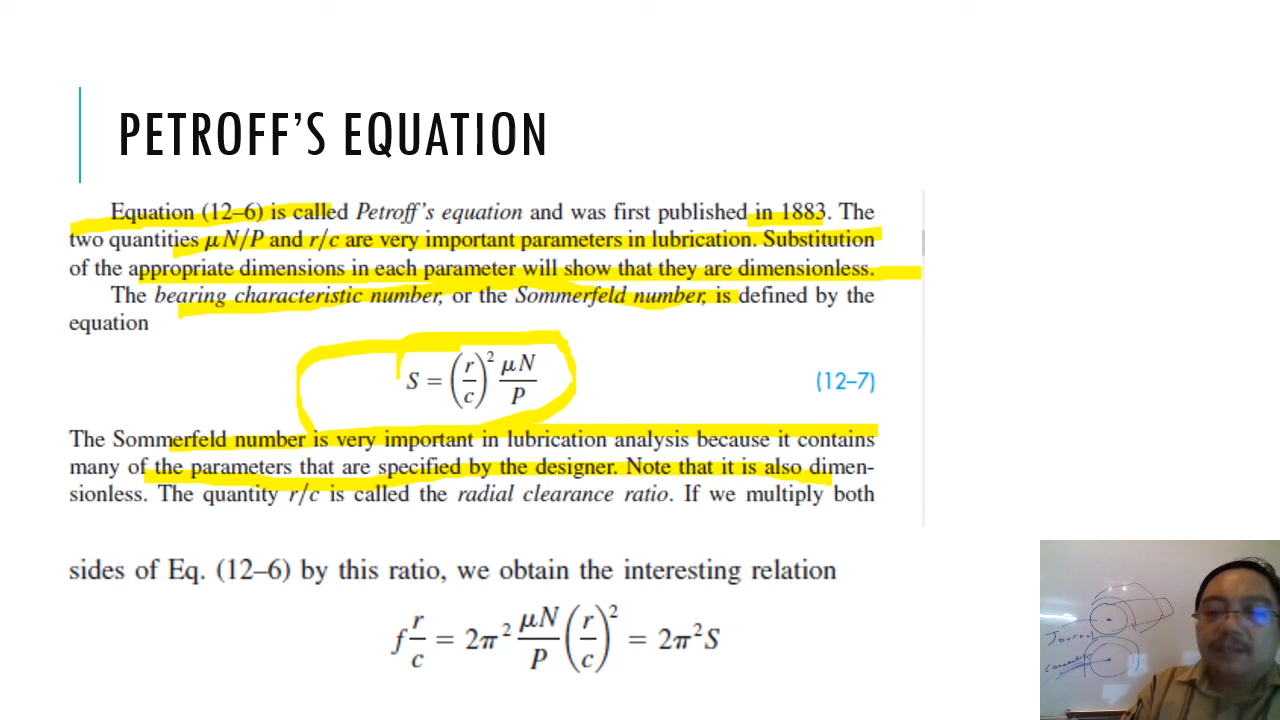 PETROFF'S EQUATION
Equation (12–6) is called Petroff's equation and was first published in 1883. The
two quantities μN/P and r/c are very important parameters in lubrication. Substitution
of the appropriate dimensions in each parameter will show that they are dimensionless.
The bearing characteristic number, or the Sommerfeld number, is defined by the
equation
S = (r/c)² μN/P (12–7)
The Sommerfeld number is very important in lubrication analysis because it contains
many of the parameters that are specified by the designer. Note that it is also dimen-
sionless. The quantity r/c is called the radial clearance ratio. If we multiply both
sides of Eq. (12–6) by this ratio, we obtain the interesting relation
f r/c = 2π² μN/P (r/c)² = 2π²S
Journal